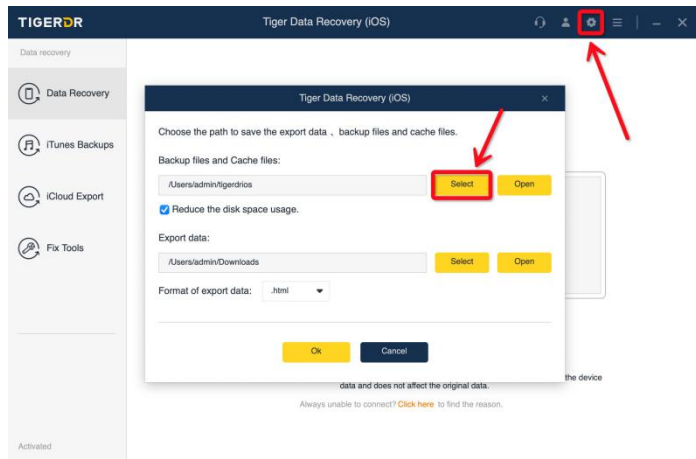 TIGERDR
Tiger Data Recovery (iOS)
Data recovery
Data Recovery
iTunes Backups
iCloud Export
Fix Tools
Activated
Tiger Data Recovery (iOS)
Choose the path to save the export data 、backup files and cache files.
Backup files and Cache files:
/Users/admin/tigerdrios
Select
Open
Reduce the disk space usage.
Export data:
/Users/admin/Downloads
Select
Open
Format of export data:
.html
Ok
Cancel
the device
data and does not affect the original data.
Always unable to connect? Click here to find the reason.